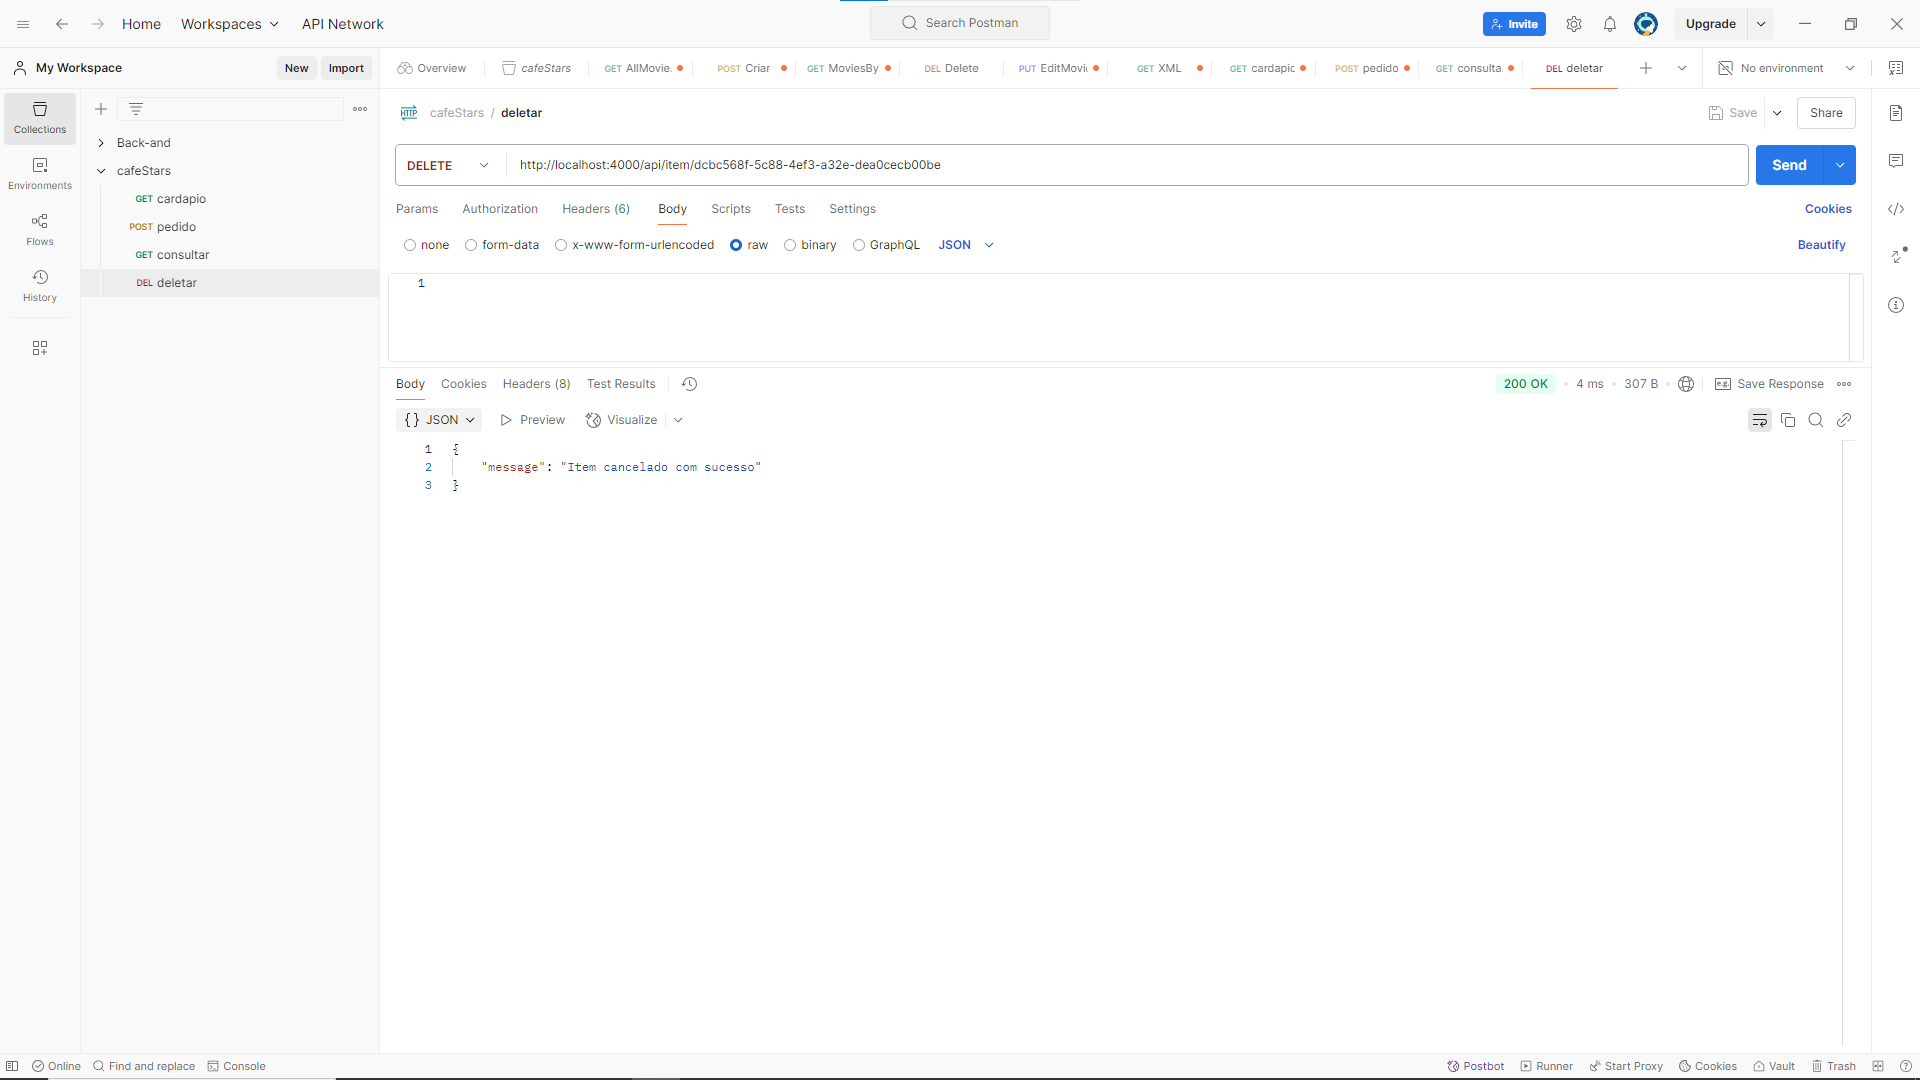 Home Workspaces API Network Search Postman Invite Upgrade
My Workspace New Import Overview cafeStars GET AllMovie. POST Criar GET MoviesBy DEL Delete PUT EditMovi GET XML GET cardapic POST pedido GET consulta. DEL deletar No environment
Collections
cafeStars / deletar Save Share
Back-and
cafeStars
DELETE http://localhost:4000/api/item/dcbc568f-5c88-4ef3-a32e-dea0cecb00be Send
Environments
GET cardapio
Params Authorization Headers (6) Body Scripts Tests Settings Cookies
POST pedido
Flows
none form-data x-www-form-urlencoded raw binary GraphQL JSON Beautify
GET consultar
DEL deletar
1
History
Body Cookies Headers (8) Test Results 200 OK 4 ms 307 B e.g. Save Response
{} JSON Preview Visualize
1 {
2 "message": "Item cancelado com sucesso"
3 }
Online Find and replace Console Postbot Runner Start Proxy Cookies Vault Trash